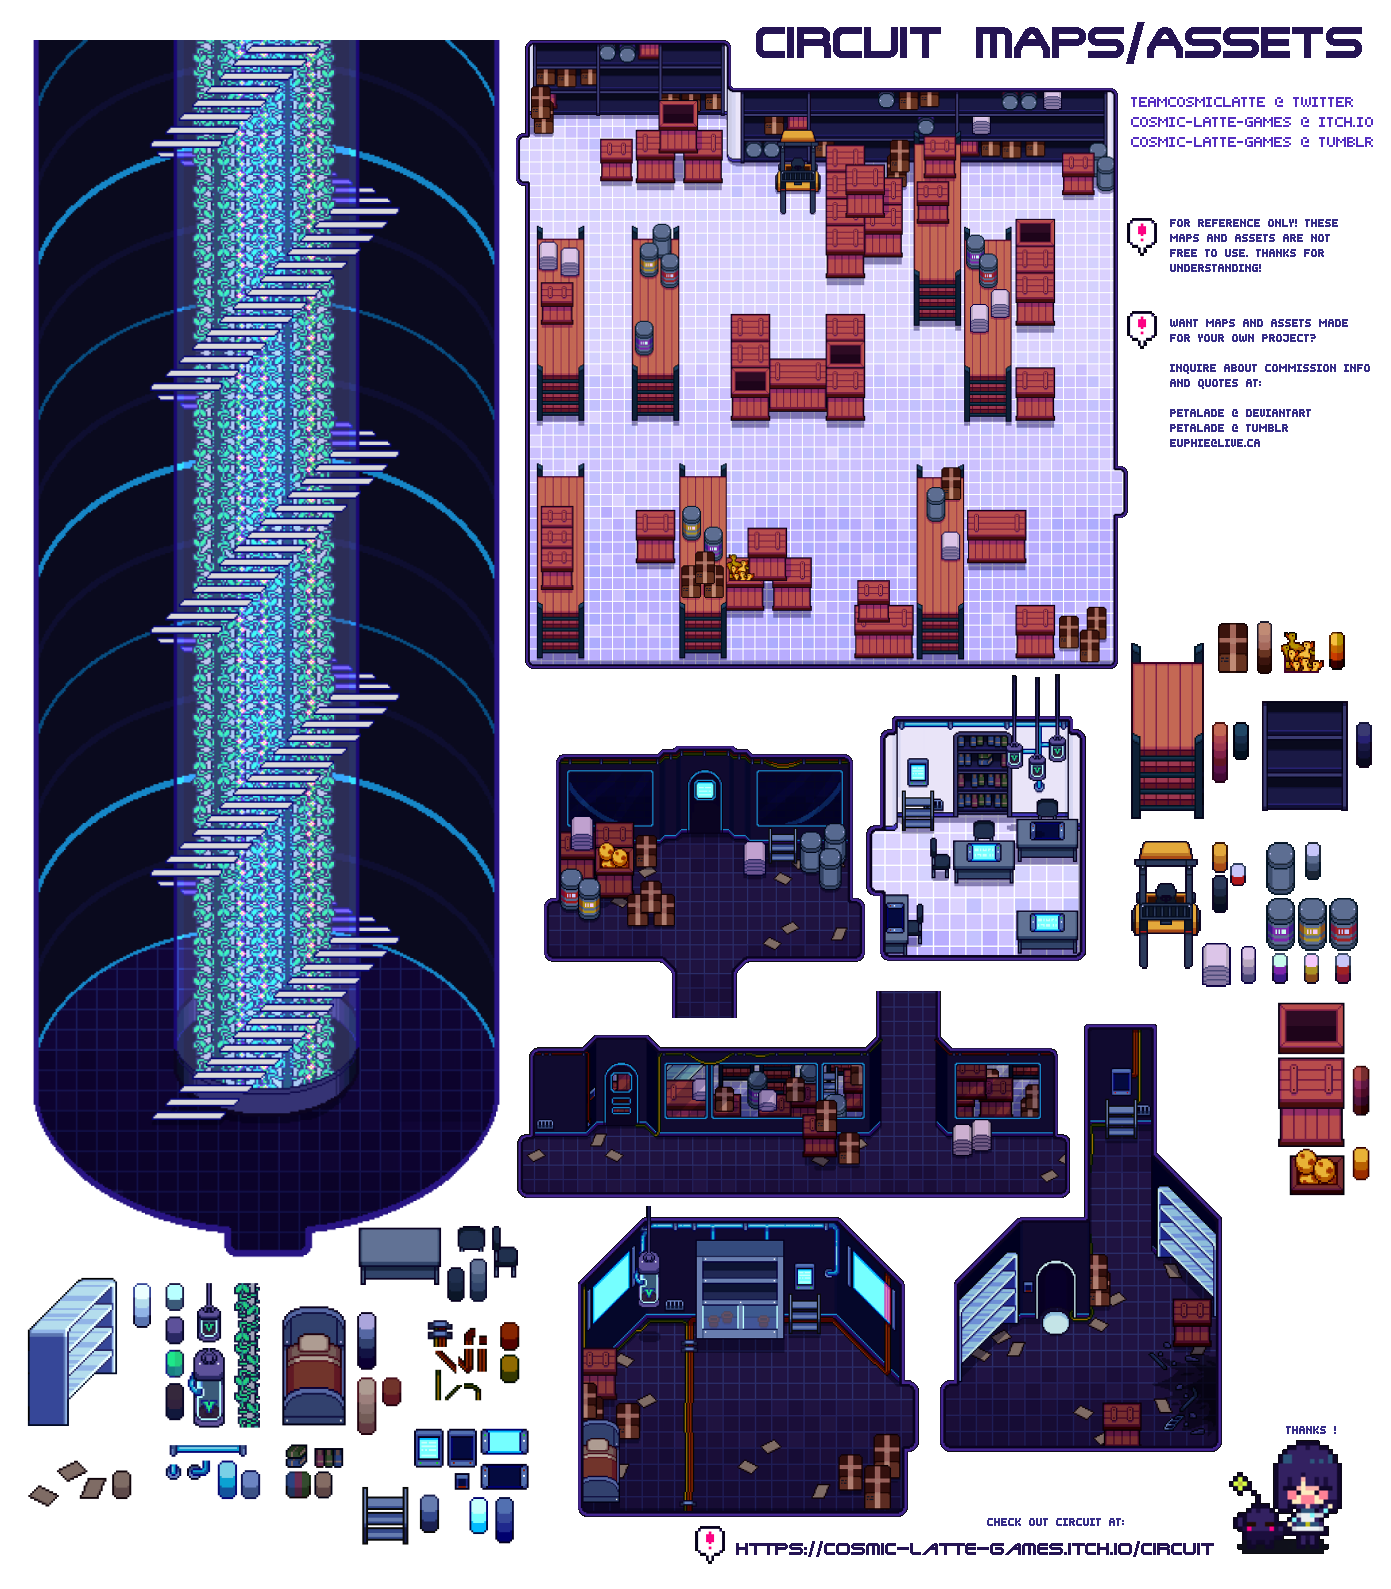 CIRCUIT MAPS/ASSETS
TEAMCOSMICLATTE @ TWITTER
COSMIC-LATTE-GAMES @ ITCH.IO
COSMIC-LATTE-GAMES @ TUMBLR
FOR REFERENCE ONLY! THESE
MAPS AND ASSETS ARE NOT
FREE TO USE. THANKS FOR
UNDERSTANDING!
WANT MAPS AND ASSETS MADE
FOR YOUR OWN PROJECT?
INQUIRE ABOUT COMMISSION INFO
AND QUOTES AT:
PETALADE @ DEVIANTART
PETALADE @ TUMBLR
EUPHIE@LIVE.CA
THANKS !
CHECK OUT CIRCUIT AT:
HTTPS://COSMIC-LATTE-GAMES.ITCH.IO/CIRCUIT